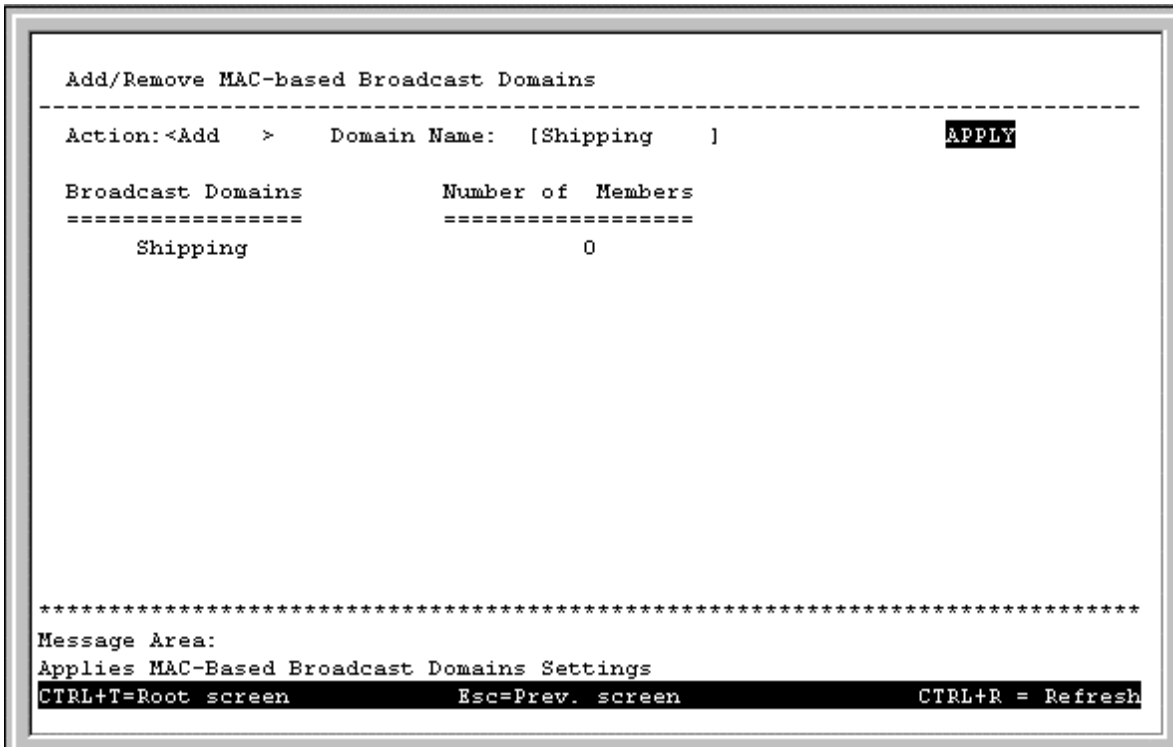 Add/Remove MAC-based Broadcast Domains
--------------------------------------------------------------------------------
Action:<Add   >    Domain Name:  [Shipping    ]    APPLY
Broadcast Domains    Number of  Members
=================    ==================
Shipping    0
********************************************************************************
Message Area:
Applies MAC-Based Broadcast Domains Settings
CTRL+T=Root screen    Esc=Prev. screen    CTRL+R = Refresh